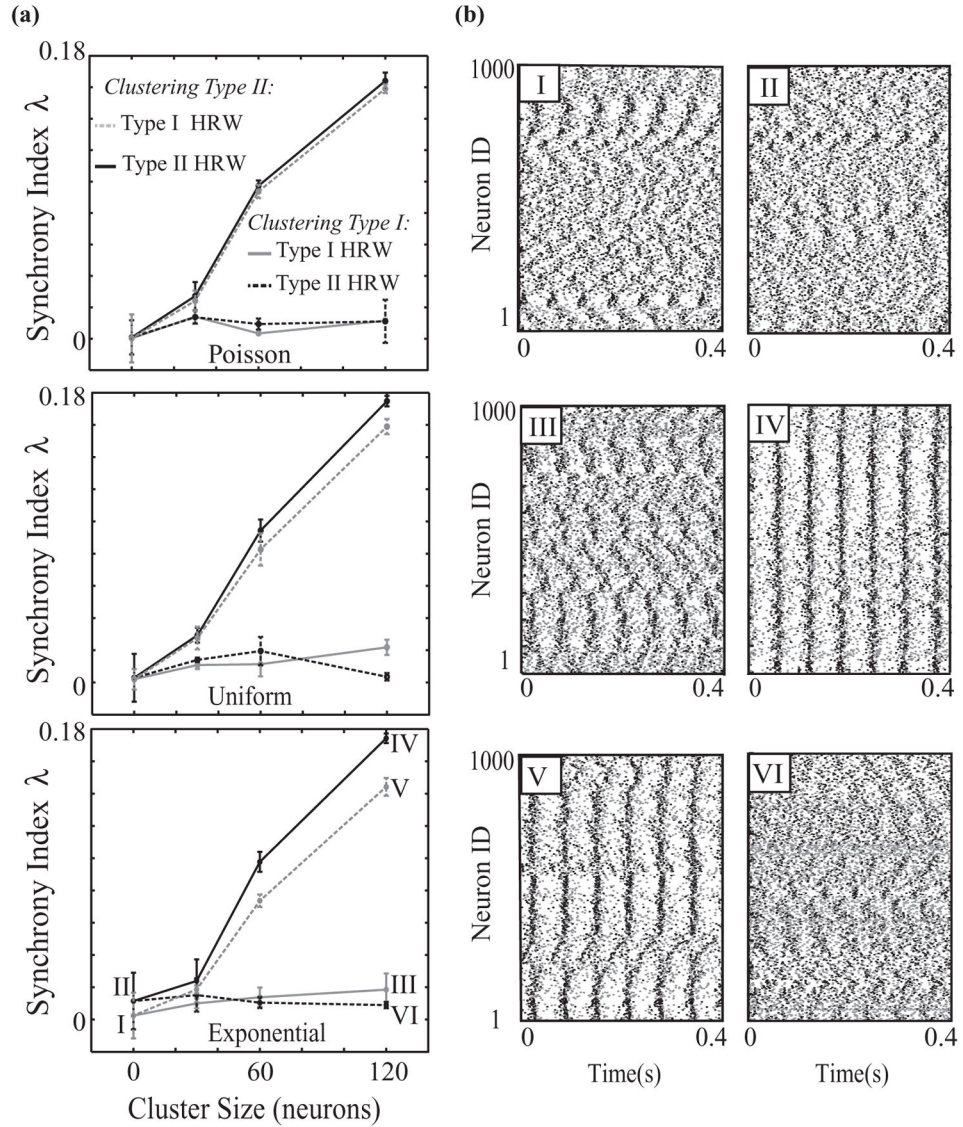 (a)
0.18
Synchrony Index λ
Clustering Type II:
Type I HRW
Type II HRW
Clustering Type I:
Type I HRW
Type II HRW
0
Poisson
0.18
Synchrony Index λ
0
Uniform
0.18
Synchrony Index λ
IV
V
II
III
I
VI
0
Exponential
0
60
120
Cluster Size (neurons)
(b)
1000
I
Neuron ID
1
0
0.4
II
0
0.4
1000
III
Neuron ID
1
0
0.4
IV
0
0.4
1000
V
Neuron ID
1
0
0.4
Time(s)
VI
0
0.4
Time(s)